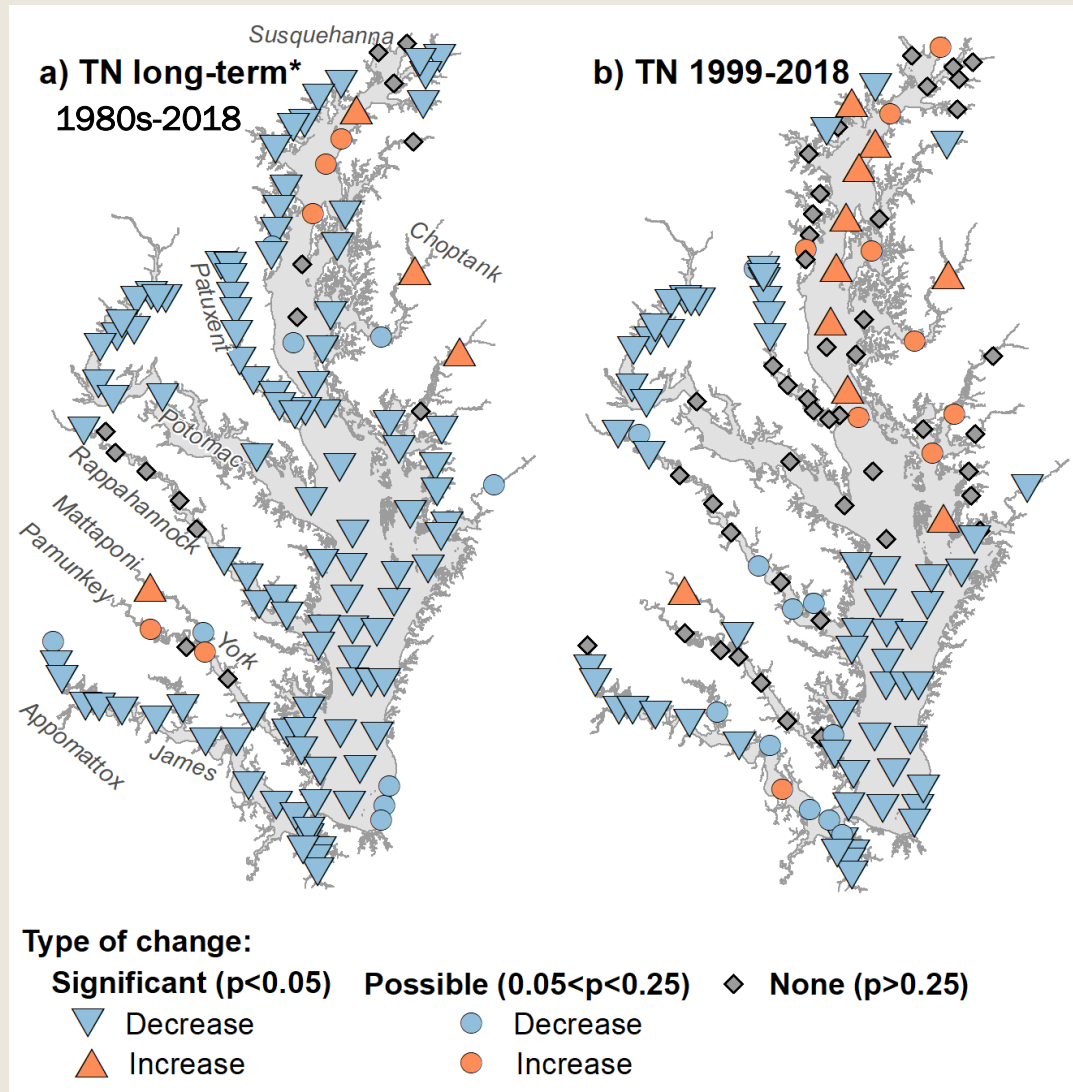 Susquehanna
a) TN long-term*
1980s-2018
b) TN 1999-2018
Choptank
Patuxent
Potomac
Rappahannock
Mattaponi
Pamunkey
York
Appomattox
James
Type of change:
Significant (p<0.05) Possible (0.05<p<0.25) None (p>0.25)
Decrease Decrease
Increase Increase